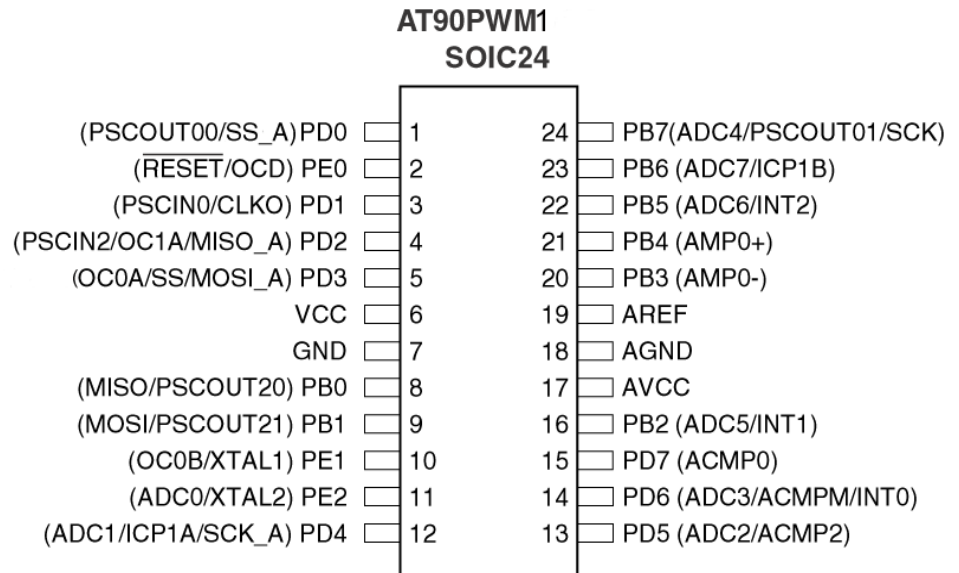 AT90PWM1
SOIC24
(PSCOUT00/SS_A)PD0 1 24 PB7(ADC4/PSCOUT01/SCK)
(RESET/OCD) PE0 2 23 PB6 (ADC7/ICP1B)
(PSCIN0/CLKO) PD1 3 22 PB5 (ADC6/INT2)
(PSCIN2/OC1A/MISO_A) PD2 4 21 PB4 (AMP0+)
(OC0A/SS/MOSI_A) PD3 5 20 PB3 (AMP0-)
VCC 6 19 AREF
GND 7 18 AGND
(MISO/PSCOUT20) PB0 8 17 AVCC
(MOSI/PSCOUT21) PB1 9 16 PB2 (ADC5/INT1)
(OC0B/XTAL1) PE1 10 15 PD7 (ACMP0)
(ADC0/XTAL2) PE2 11 14 PD6 (ADC3/ACMPM/INT0)
(ADC1/ICP1A/SCK_A) PD4 12 13 PD5 (ADC2/ACMP2)